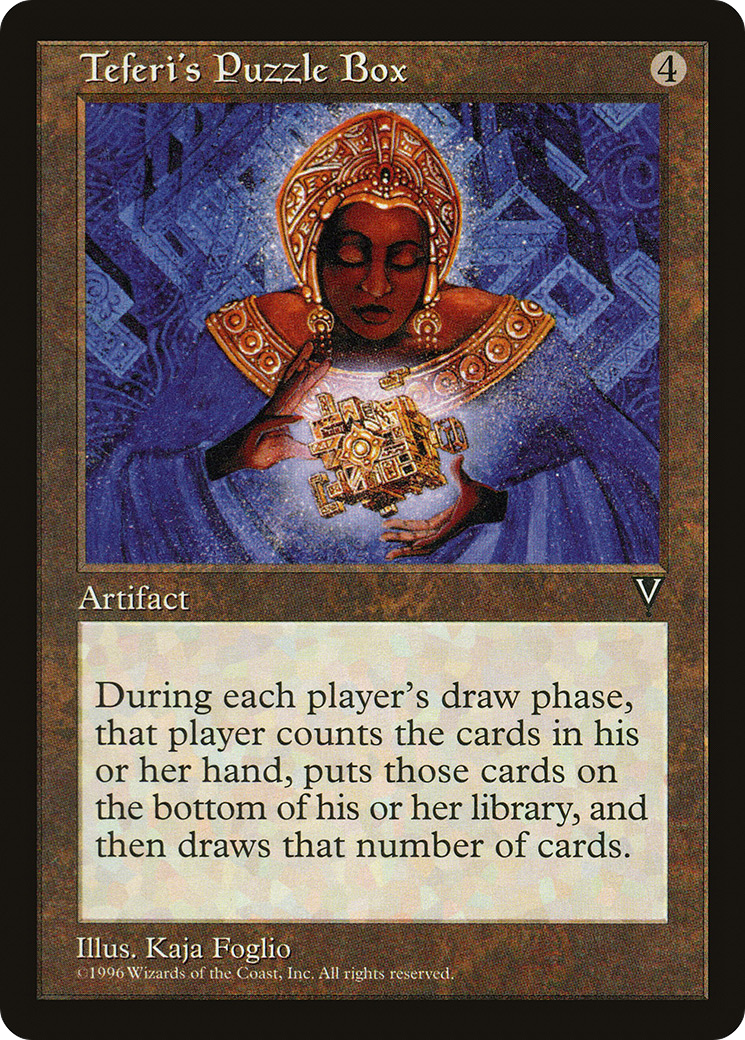 Teferi's Puzzle Box 4
Artifact V
During each player's draw phase,
that player counts the cards in his
or her hand, puts those cards on
the bottom of his or her library, and
then draws that number of cards.
Illus. Kaja Foglio
©1996 Wizards of the Coast, Inc. All rights reserved.